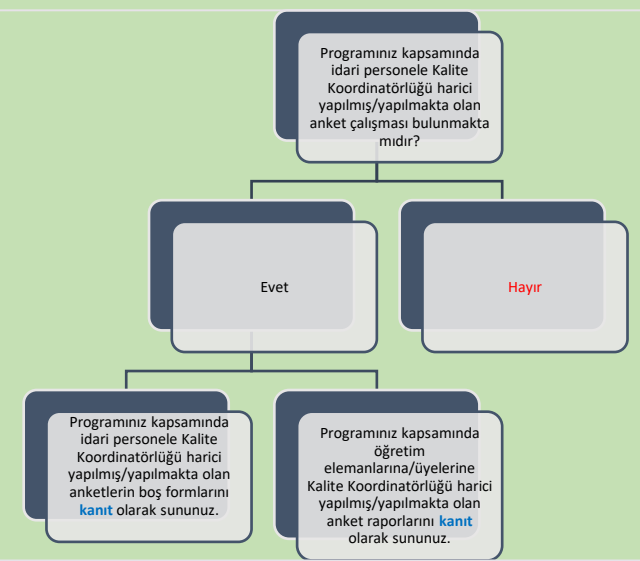 Programınız kapsamında
idari personele Kalite
Koordinatörlüğü harici
yapılmış/yapılmakta olan
anket çalışması bulunmakta
mıdır?
Evet
Hayır
Programınız kapsamında
idari personele Kalite
Koordinatörlüğü harici
yapılmış/yapılmakta olan
anketlerin boş formlarını
kanıt olarak sununuz.
Programınız kapsamında
öğretim
elemanlarına/üyelerine
Kalite Koordinatörlüğü harici
yapılmış/yapılmakta olan
anket raporlarını kanıt
olarak sununuz.